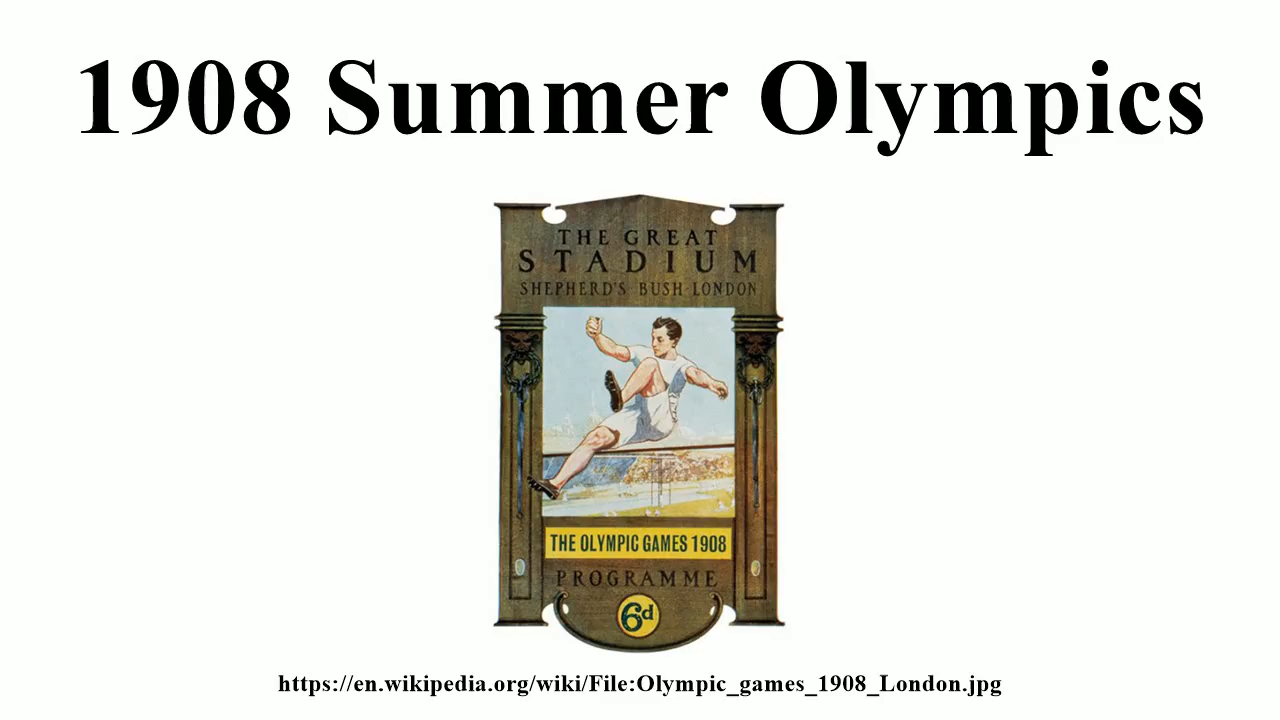 1908 Summer Olympics
THE GREAT
STADIUM
SHEPHERD'S BUSH LONDON
THE OLYMPIC GAMES 1908
PROGRAMME
6d
https://en.wikipedia.org/wiki/File:Olympic_games_1908_London.jpg